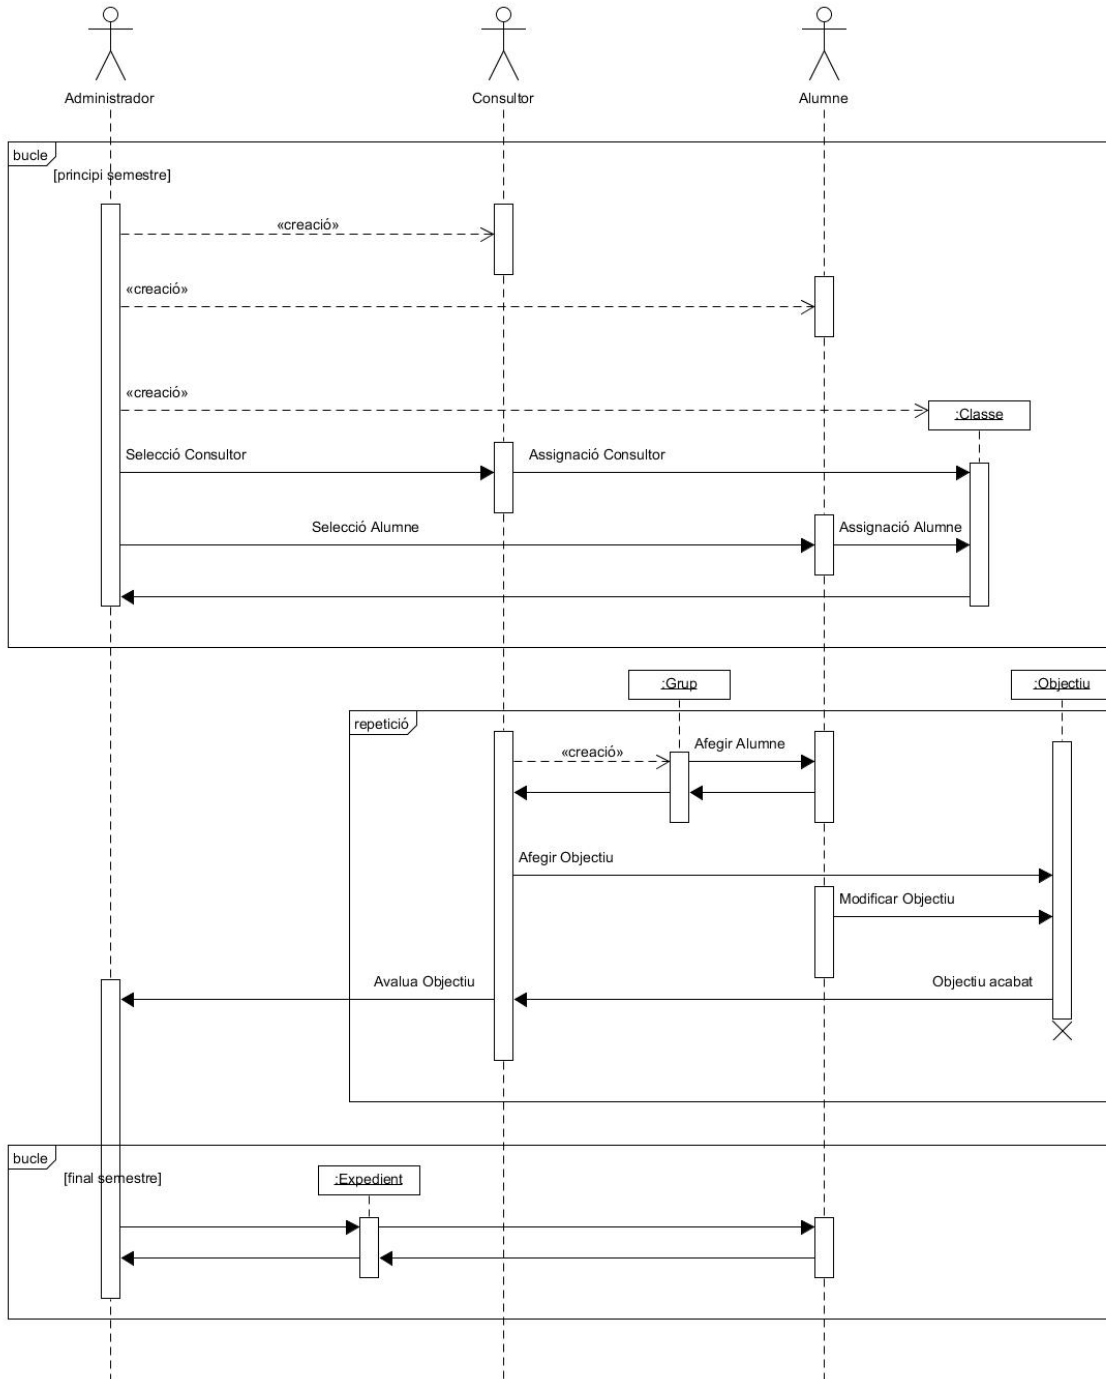 Administrador
Consultor
Alumne
bucle
[principi semestre]
«creació»
«creació»
«creació»
:Classe
Selecció Consultor
Assignació Consultor
Selecció Alumne
Assignació Alumne
:Grup
:Objectiu
repetició
«creació»
Afegir Alumne
Afegir Objectiu
Modificar Objectiu
Avalua Objectiu
Objectiu acabat
bucle
[final semestre]
:Expedient